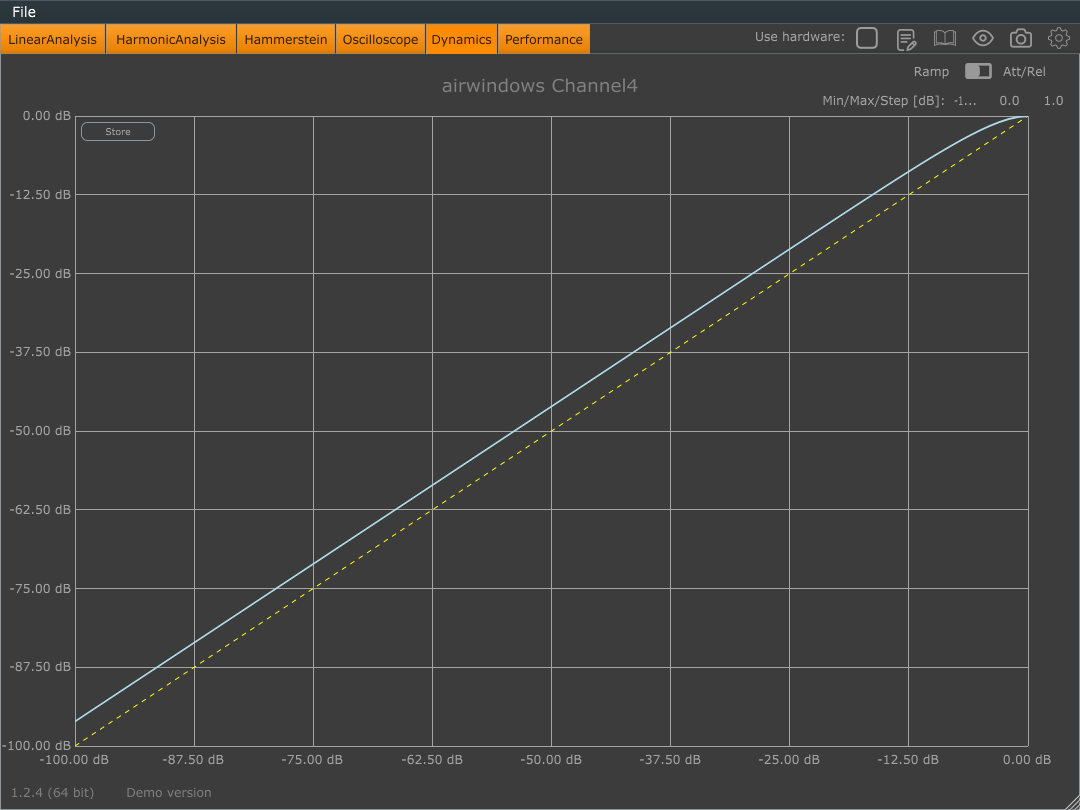 File
LinearAnalysis HarmonicAnalysis Hammerstein Oscilloscope Dynamics Performance Use hardware:
Ramp Att/Rel
airwindows Channel4
Min/Max/Step [dB]: -1... 0.0 1.0
0.00 dB
Store
-12.50 dB
-25.00 dB
-37.50 dB
-50.00 dB
-62.50 dB
-75.00 dB
-87.50 dB
-100.00 dB
-100.00 dB -87.50 dB -75.00 dB -62.50 dB -50.00 dB -37.50 dB -25.00 dB -12.50 dB 0.00 dB
1.2.4 (64 bit) Demo version